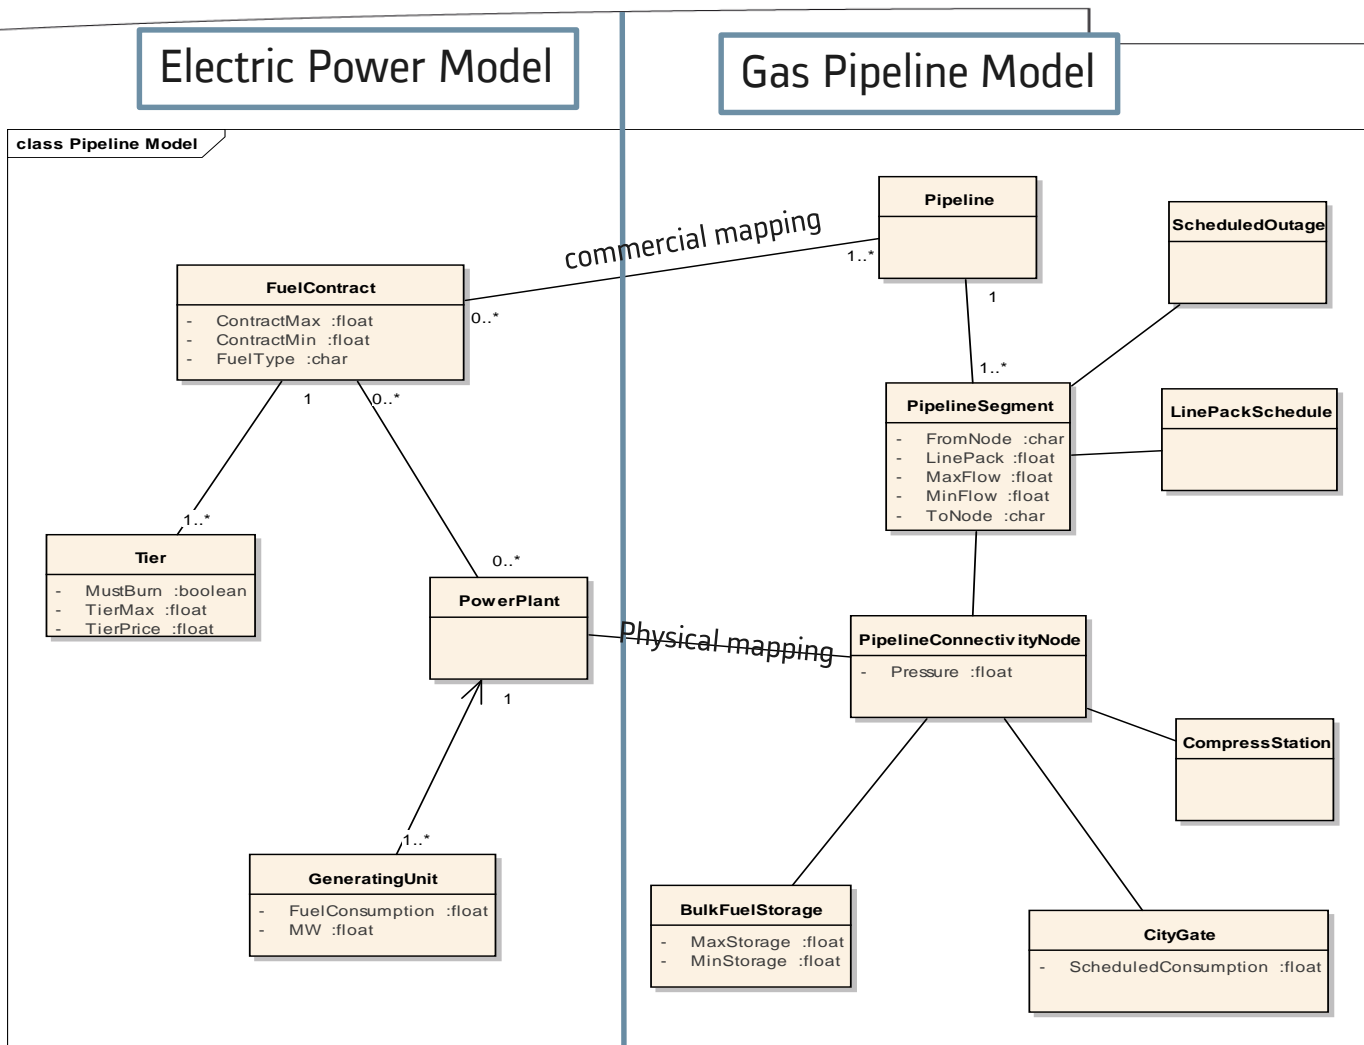 Electric Power Model
Gas Pipeline Model
class Pipeline Model
commercial mapping
Pipeline
1..*
1
ScheduledOutage
FuelContract
- ContractMax :float
- ContractMin :float
- FuelType :char
0..*
1
0..*
1..*
PipelineSegment
- FromNode :char
- LinePack :float
- MaxFlow :float
- MinFlow :float
- ToNode :char
LinePackSchedule
1..*
Tier
- MustBurn :boolean
- TierMax :float
- TierPrice :float
0..*
PowerPlant
1
Physical mapping
PipelineConnectivityNode
- Pressure :float
CompressStation
1..*
GeneratingUnit
- FuelConsumption :float
- MW :float
BulkFuelStorage
- MaxStorage :float
- MinStorage :float
CityGate
- ScheduledConsumption :float